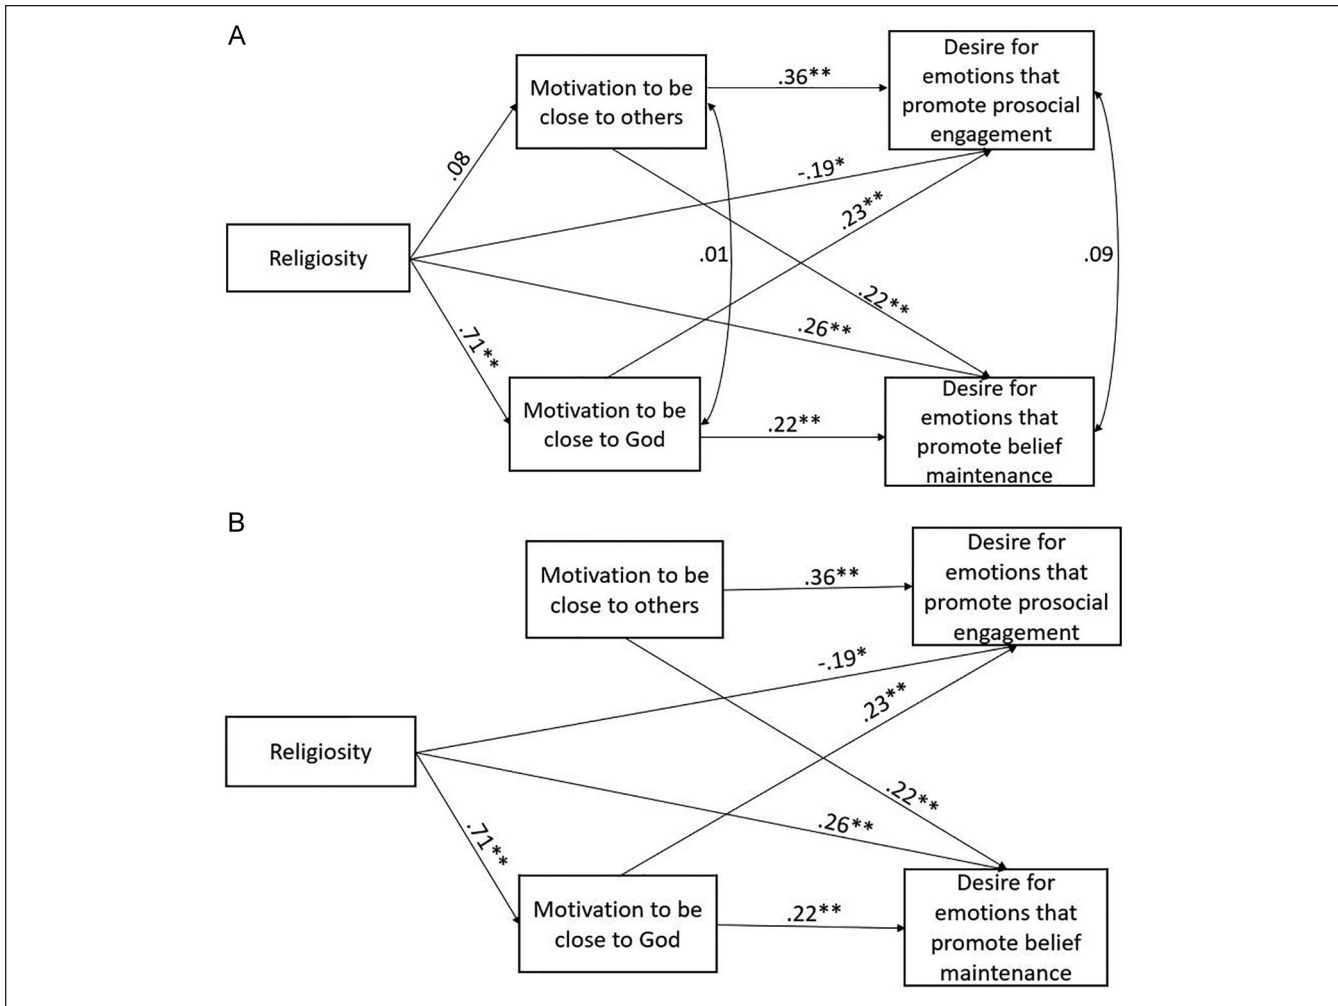 A
Motivation to be
close to others
.36**
Desire for
emotions that
promote prosocial
engagement
.08
-.19*
.23**
Religiosity
.01
.09
.22**
.26**
.71**
Motivation to be
close to God
.22**
Desire for
emotions that
promote belief
maintenance
B
Motivation to be
close to others
.36**
Desire for
emotions that
promote prosocial
engagement
-.19*
.23**
Religiosity
.22**
.26**
.71**
Motivation to be
close to God
.22**
Desire for
emotions that
promote belief
maintenance